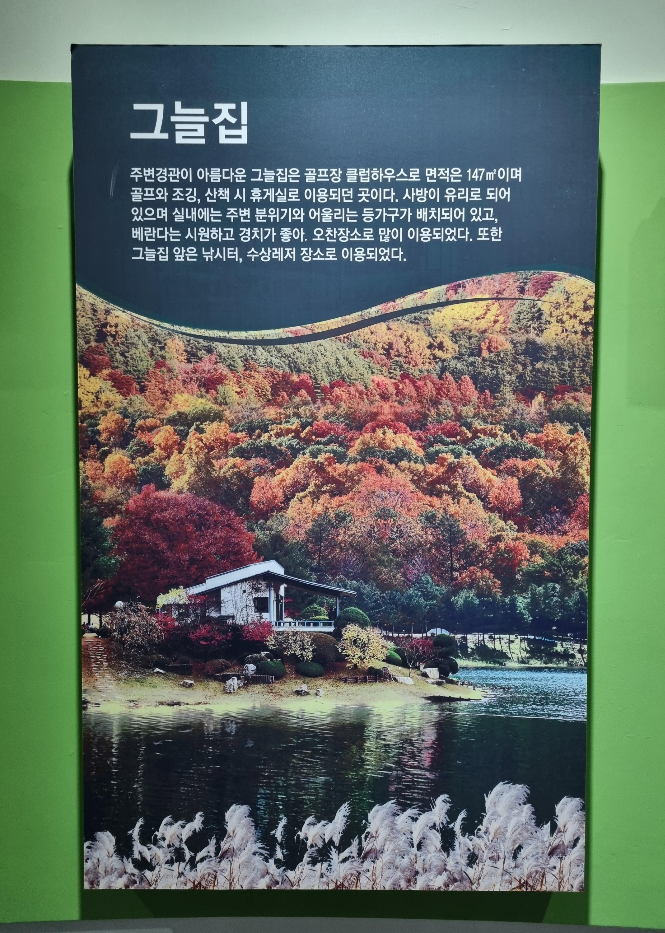 그늘집
주변경관이 아름다운 그늘집은 골프장 클럽하우스로 면적은 147㎡이며
골프와 조깅, 산책 시 휴게실로 이용되던 곳이다. 사방이 유리로 되어
있으며 실내에는 주변 분위기와 어울리는 등가구가 배치되어 있고,
베란다는 시원하고 경치가 좋아. 오찬장소로 많이 이용되었다. 또한
그늘집 앞은 낚시터, 수상레저 장소로 이용되었다.